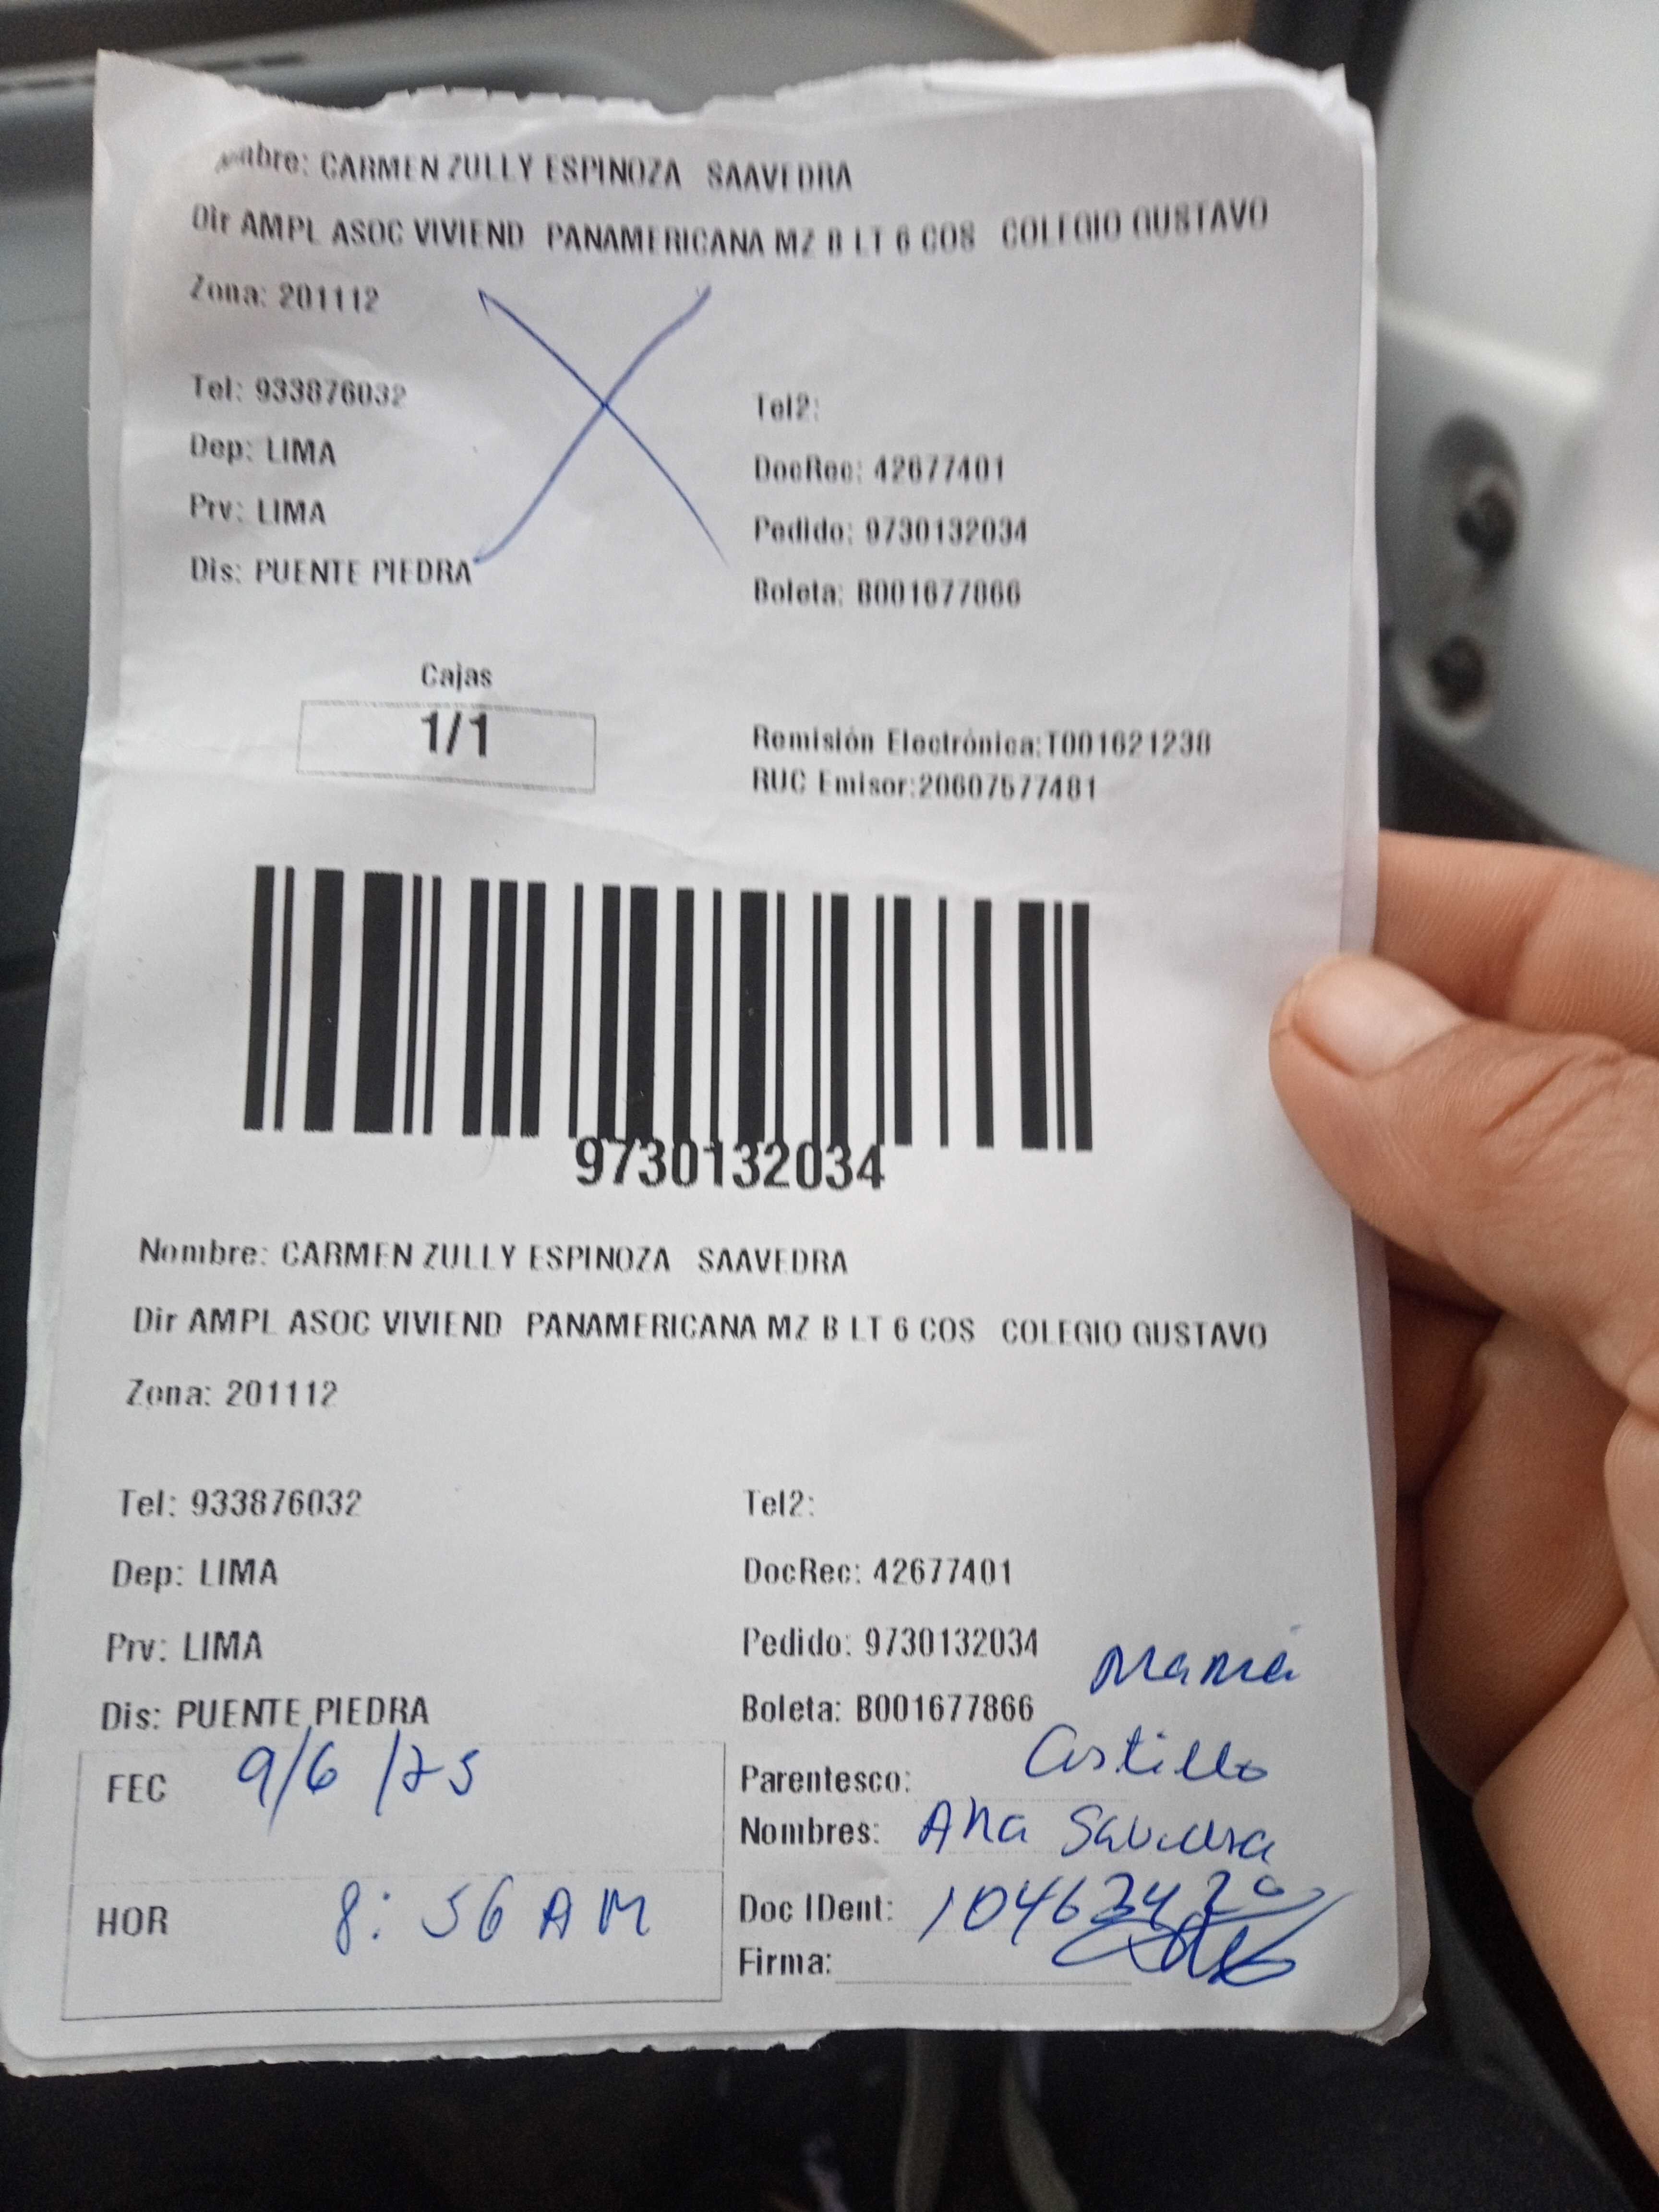 CARMEN ZULLY ESPINOZA SAAVEDRA
Dir AMPL ASOC VIVIEND PANAMERICANA MZ B LT 6 COS COLEGIO GUSTAVO
Zona: 201112
Tel: 933876032 Tel2:
Dep: LIMA DocRec: 42677401
Prv: LIMA Pedido: 9730132034
Dis: PUENTE PIEDRA Boleta: B001677866
Cajas
1/1
Remisión Electrónica:T001621238
RUC Emisor:20607577481
9730132034
Nombre: CARMEN ZULLY ESPINOZA SAAVEDRA
Dir AMPL ASOC VIVIEND PANAMERICANA MZ B LT 6 COS COLEGIO GUSTAVO
Zona: 201112
Tel: 933876032 Tel2:
Dep: LIMA DocRec: 42677401
Prv: LIMA Pedido: 9730132034
Dis: PUENTE PIEDRA Boleta: B001677866
FEC 9/6/25
Parentesco: Castillo
Nombres: Ana
HOR 8:56 AM
Doc IDent:
Firma: